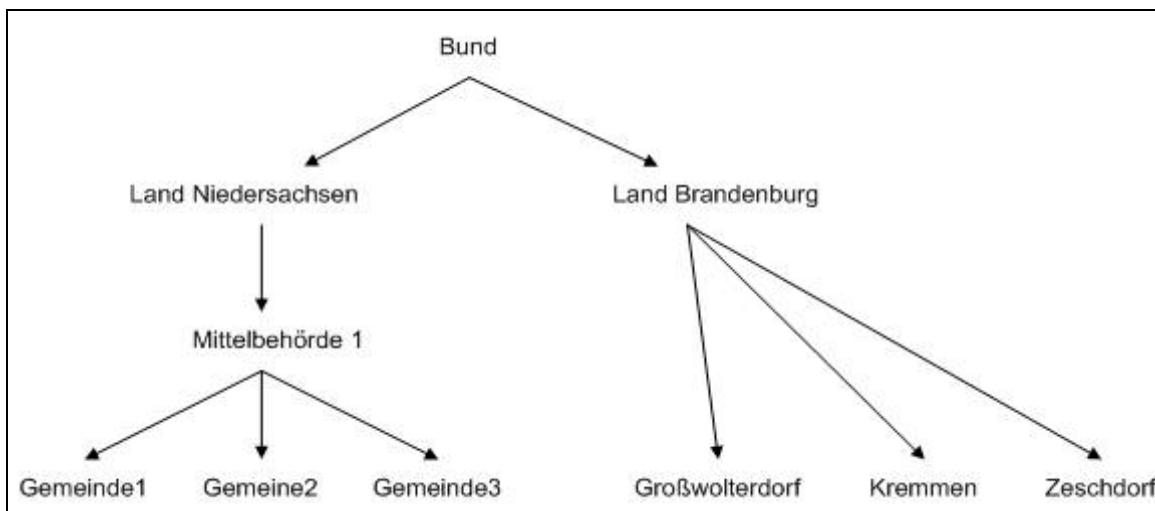 Bund
Land Niedersachsen Land Brandenburg
Mittelbehörde 1
Gemeinde1 Gemeine2 Gemeinde3 Großwolterdorf Kremmen Zeschdorf